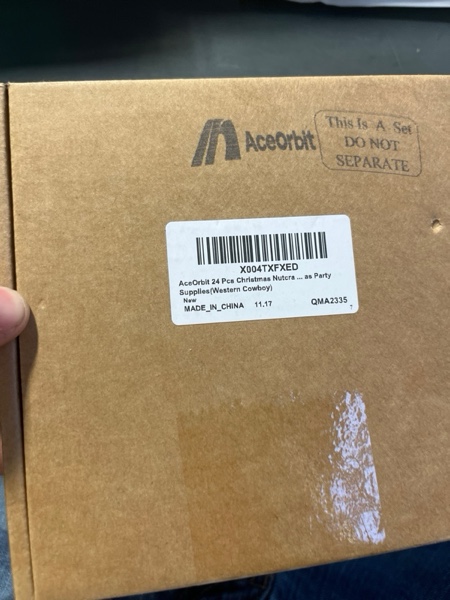 AceOrbit
This Is A Set
DO NOT
SEPARATE
X004TXFXED
AceOrbit 24 Pcs Christmas Nutcra ... as Party
Supplies(Western Cowboy)
New
MADE_IN_CHINA 11.17 QMA2335
7